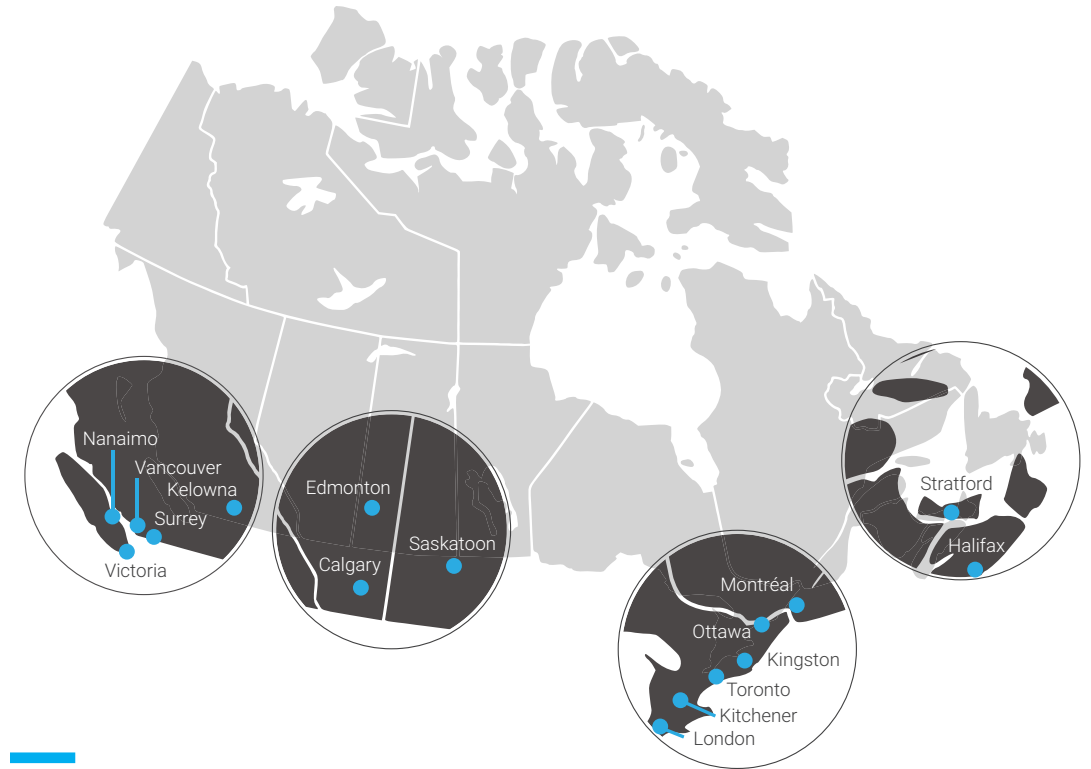 Nanaimo
Vancouver
Kelowna
Surrey
Victoria
Edmonton
Saskatoon
Calgary
Montréal
Ottawa
Kingston
Toronto
Kitchener
London
Stratford
Halifax